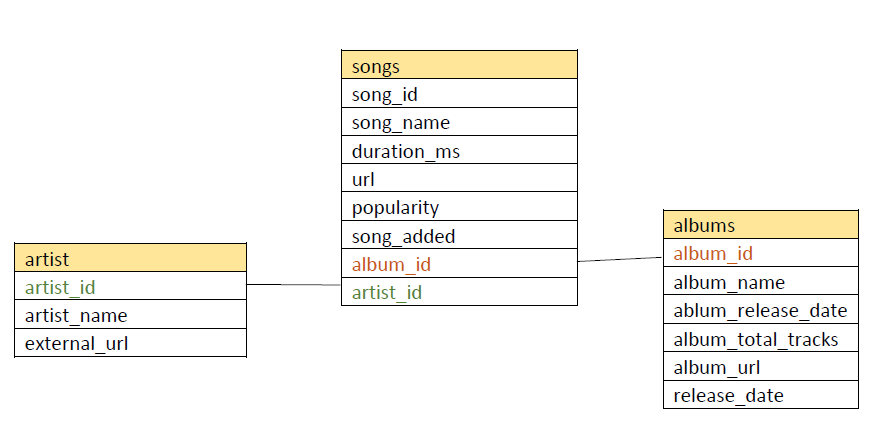 songs
song_id
song_name
duration_ms
url
popularity
song_added
album_id
artist_id
artist
artist_id
artist_name
external_url
albums
album_id
album_name
ablum_release_date
album_total_tracks
album_url
release_date